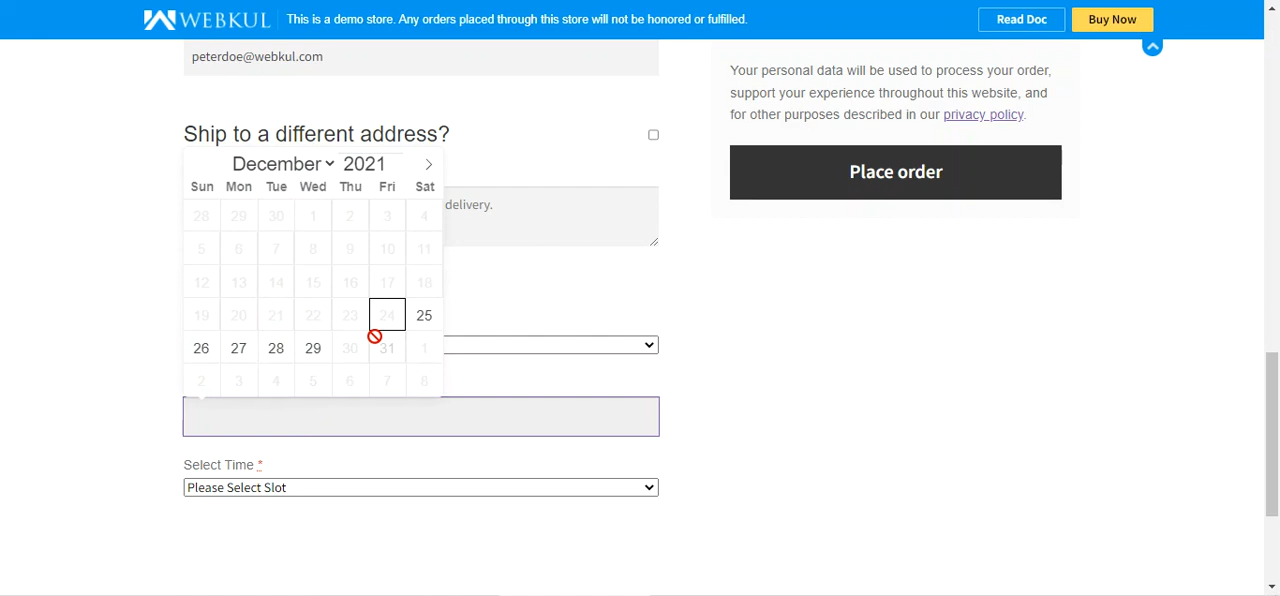 WEBKUL
This is a demo store. Any orders placed through this store will not be honored or fulfilled.
Read Doc
Buy Now
peterdoe@webkul.com
Your personal data will be used to process your order,
support your experience throughout this website, and
for other purposes described in our privacy policy.
Place order
Ship to a different address?
December 2021
Sun Mon Tue Wed Thu Fri Sat
28 29 30 1 2 3 4
5 6 7 8 9 10 11
12 13 14 15 16 17 18
19 20 21 22 23 24 25
26 27 28 29 30 31 1
2 3 4 5 6 7 8
delivery.
Select Time *
Please Select Slot